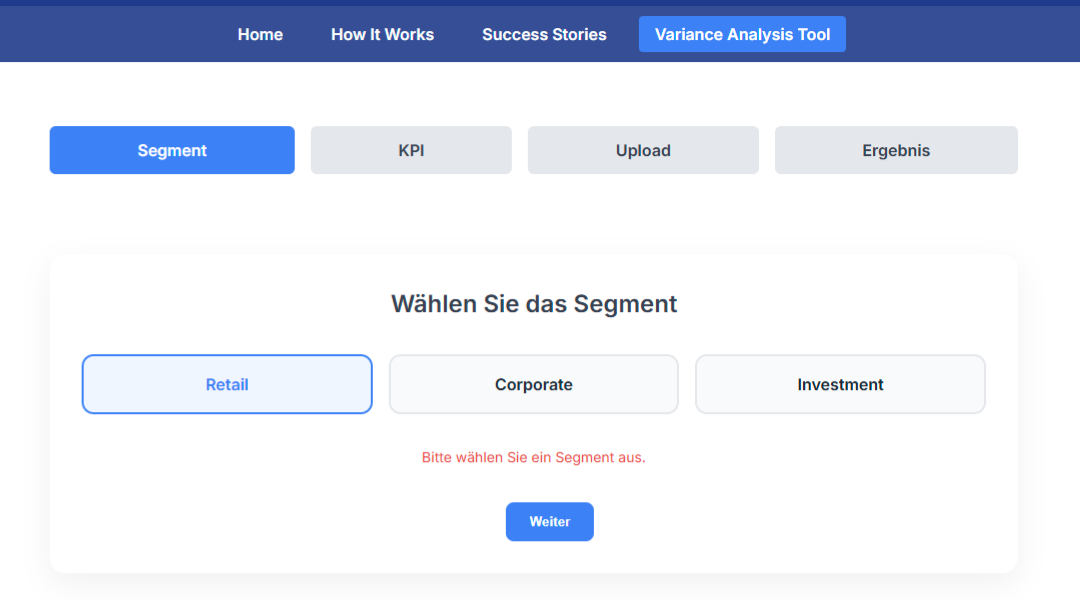 Home How It Works Success Stories Variance Analysis Tool
Segment KPI Upload Ergebnis
Wählen Sie das Segment
Retail Corporate Investment
Bitte wählen Sie ein Segment aus.
Weiter